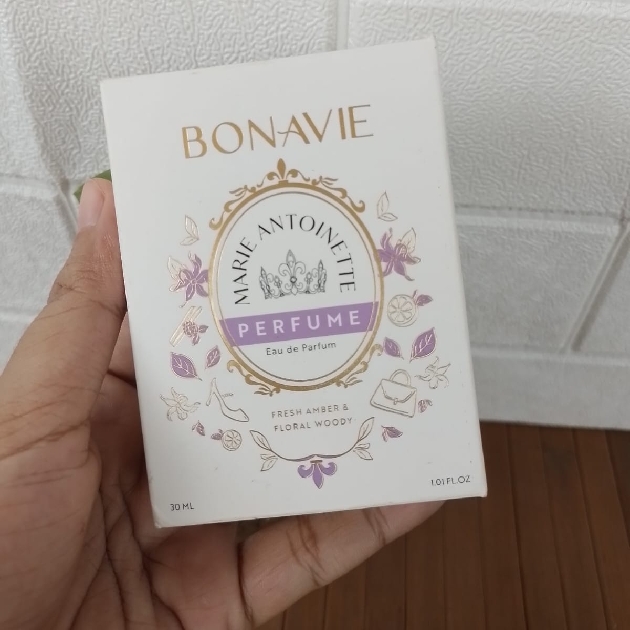 BONAVIE
MARIE ANTOINETTE
PERFUME
Eau de Parfum
FRESH AMBER &
FLORAL WOODY
30 ML
1.01 FL.OZ